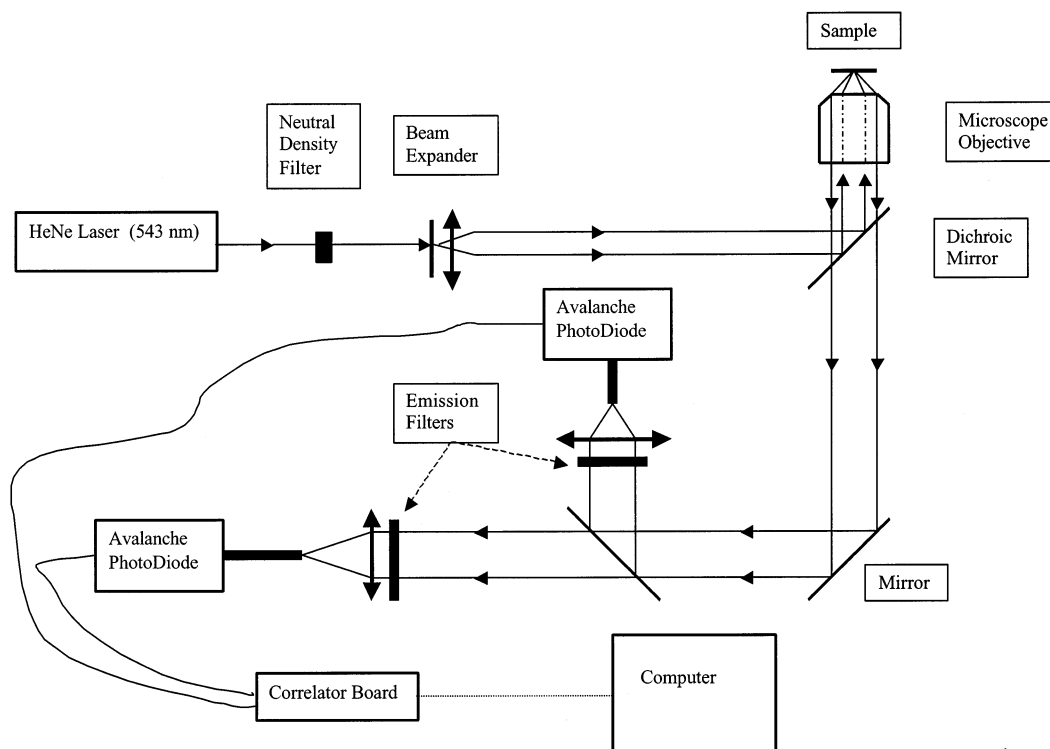 Sample
Neutral
Density
Filter
Beam
Expander
Microscope
Objective
HeNe Laser (543 nm)
Dichroic
Mirror
Avalanche
PhotoDiode
Emission
Filters
Avalanche
PhotoDiode
Mirror
Correlator Board
Computer